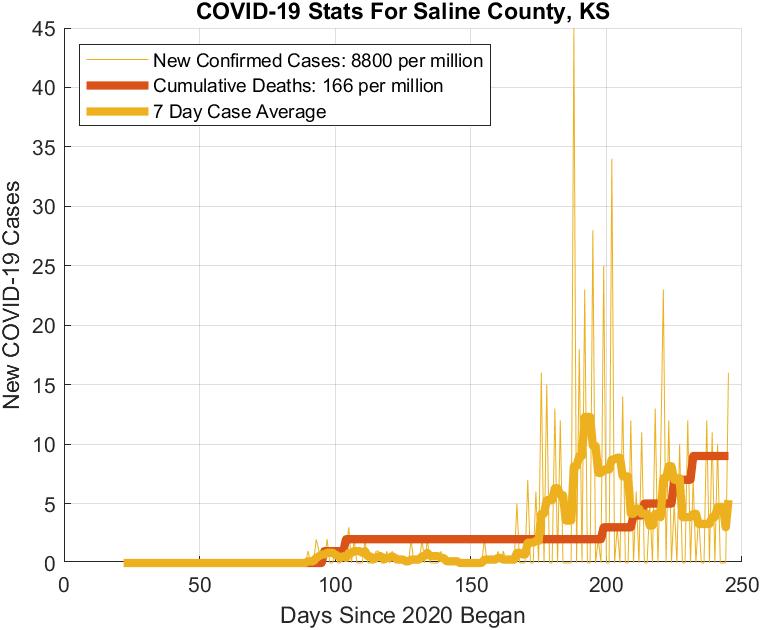 COVID-19 Stats For Saline County, KS
New Confirmed Cases: 8800 per million
Cumulative Deaths: 166 per million
7 Day Case Average
New COVID-19 Cases
45
40
35
30
25
20
15
10
5
0
0 50 100 150 200 250
Days Since 2020 Began